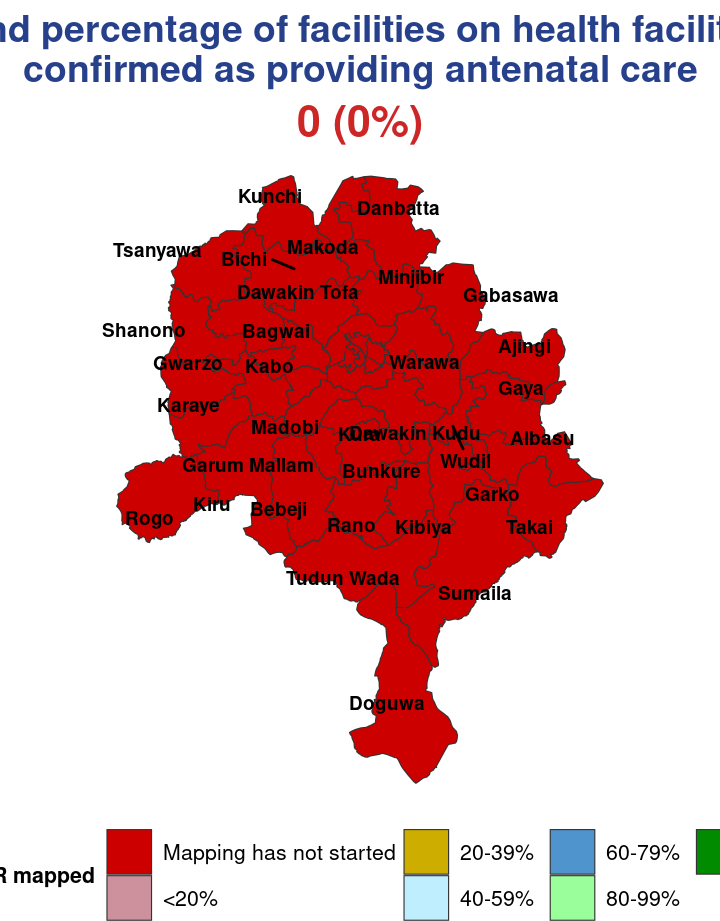 nd percentage of facilities on health facilit
confirmed as providing antenatal care
0 (0%)
Kunchi
Danbatta
Tsanyawa
Bichi
Makoda
Minjibir
Dawakin Tofa
Gabasawa
Shanono
Bagwai
Ajingi
Gwarzo
Kabo
Warawa
Gaya
Karaye
Madobi
Kura
Dawakin Kudu
Albasu
Garum Mallam
Bunkure
Wudil
Garko
Kiru
Bebeji
Rogo
Rano
Kibiya
Takai
Tudun Wada
Sumaila
Doguwa
R mapped
Mapping has not started
<20%
20-39%
40-59%
60-79%
80-99%